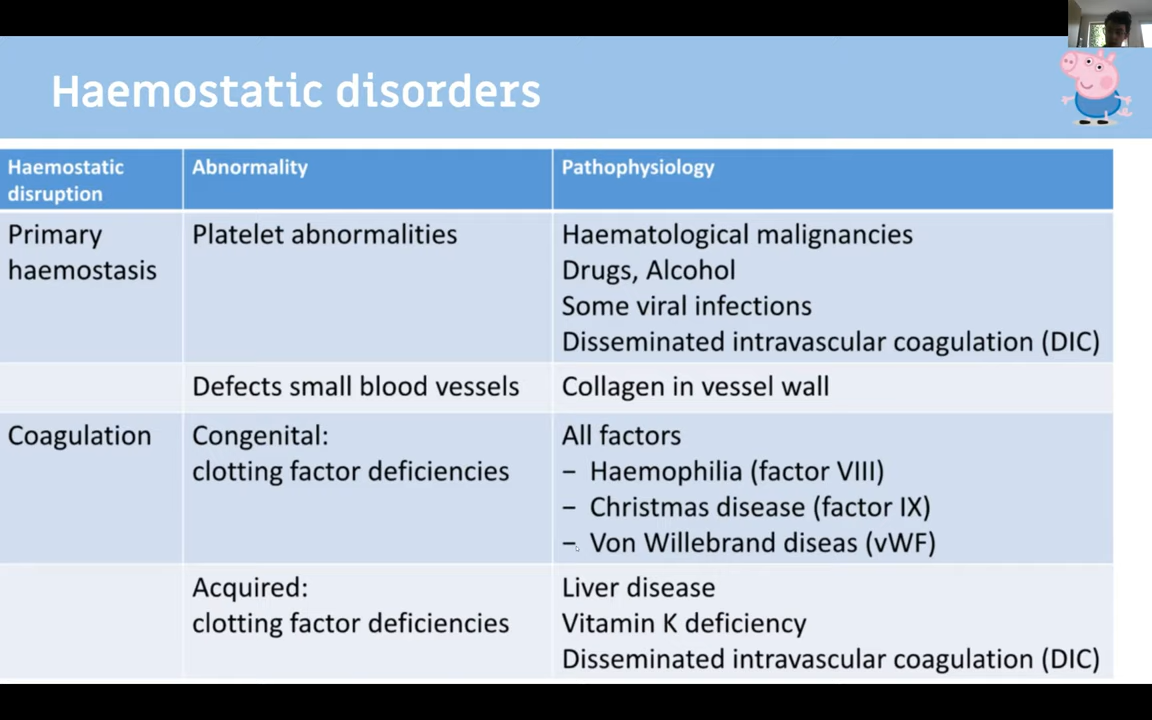 Haemostatic disorders
Haemostatic
disruption
Abnormality
Pathophysiology
Primary
haemostasis
Platelet abnormalities
Haematological malignancies
Drugs, Alcohol
Some viral infections
Disseminated intravascular coagulation (DIC)
Defects small blood vessels
Collagen in vessel wall
Coagulation
Congenital:
clotting factor deficiencies
All factors
– Haemophilia (factor VIII)
– Christmas disease (factor IX)
– Von Willebrand diseas (vWF)
Acquired:
clotting factor deficiencies
Liver disease
Vitamin K deficiency
Disseminated intravascular coagulation (DIC)